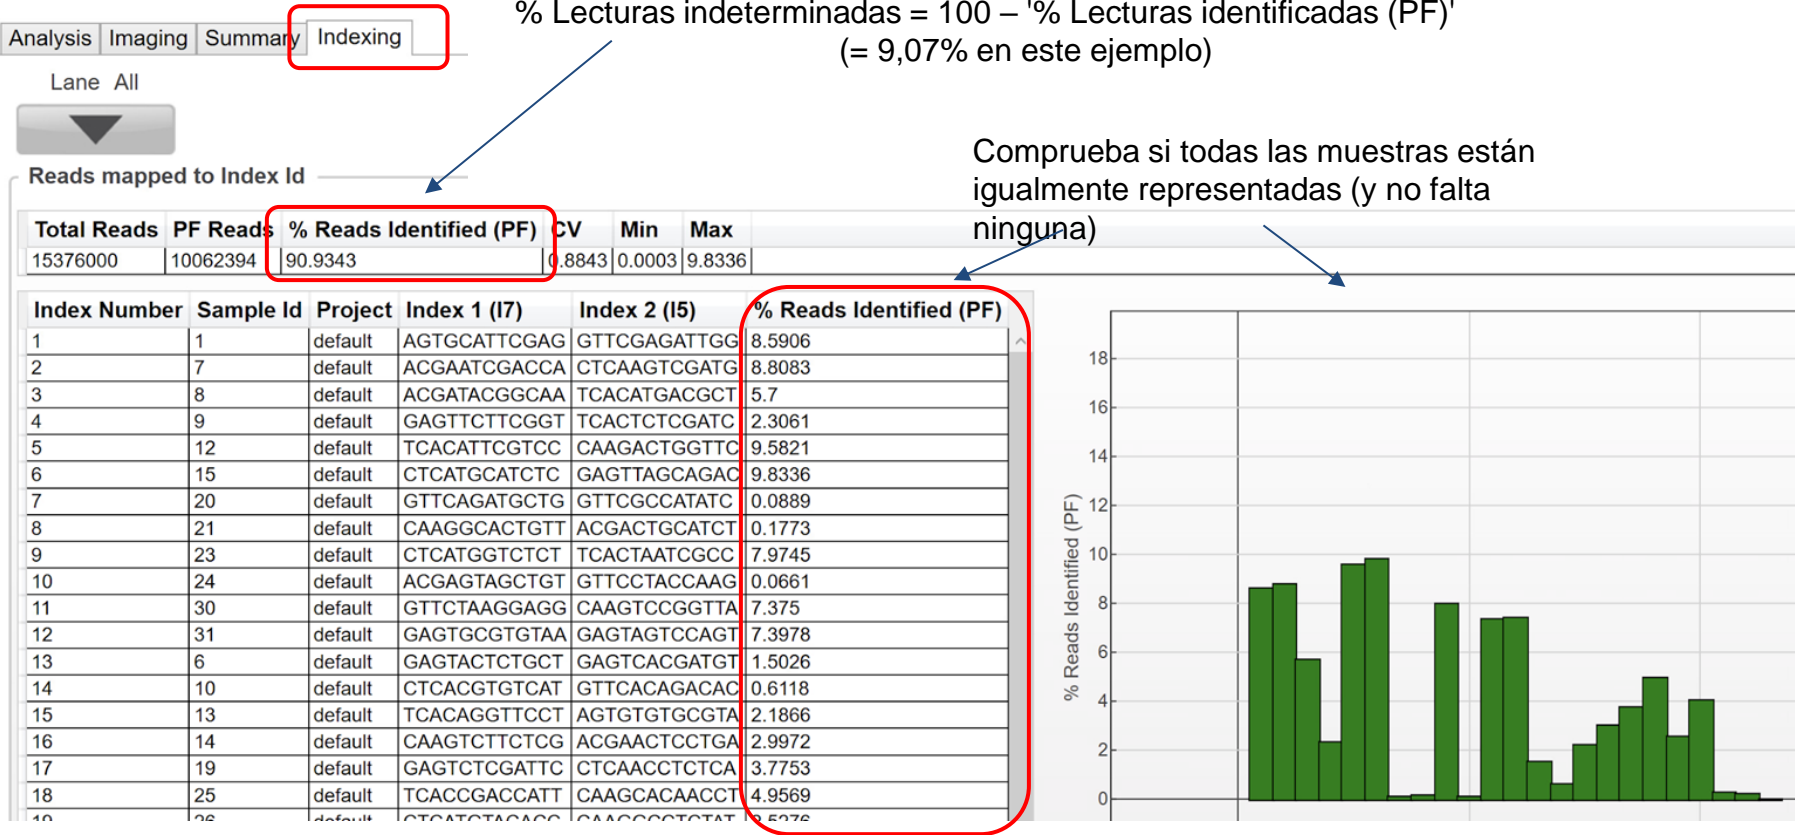 % Lecturas indeterminadas = 100 – '% Lecturas identificadas (PF)'
(= 9,07% en este ejemplo)
Analysis Imaging Summary Indexing
Lane All
Comprueba si todas las muestras están
igualmente representadas (y no falta
ninguna)
Reads mapped to Index Id
Total Reads PF Reads % Reads Identified (PF) CV Min Max
15376000 10062394 90.9343 0.8843 0.0003 9.8336
Index Number Sample Id Project Index 1 (I7) Index 2 (I5) % Reads Identified (PF)
1 1 default AGTGCATTCGAG GTTCGAGATTGG 8.5906
2 7 default ACGAATCGACCA CTCAAGTCGATG 8.8083
3 8 default ACGATACGGCAA TCACATGACGCT 5.7
4 9 default GAGTTCTTCGGT TCACTCTCGATC 2.3061
5 12 default TCACATTCGTCC CAAGACTGGTTC 9.5821
6 15 default CTCATGCATCTC GAGTTAGCAGAC 9.8336
7 20 default GTTCAGATGCTG GTTCGCCATATC 0.0889
8 21 default CAAGGCACTGTT ACGACTGCATCT 0.1773
9 23 default CTCATGGTCTCT TCACTAATCGCC 7.9745
10 24 default ACGAGTAGCTGT GTTCCTACCAAG 0.0661
11 30 default GTTCTAAGGAGG CAAGTCCGGTTA 7.375
12 31 default GAGTGCGTGTAA GAGTAGTCCAGT 7.3978
13 6 default GAGTACTCTGCT GAGTCACGATGT 1.5026
14 10 default CTCACGTGTCAT GTTCACAGACAC 0.6118
15 13 default TCACAGGTTCCT AGTGTGTGCGTA 2.1866
16 14 default CAAGTCTTCTCG ACGAACTCCTGA 2.9972
17 19 default GAGTCTCGATTC CTCAACCTCTCA 3.7753
18 25 default TCACCGACCATT CAAGCACAACCT 4.9569
19 26 default
% Reads Identified (PF)
18
16
14
12
10
8
6
4
2
0